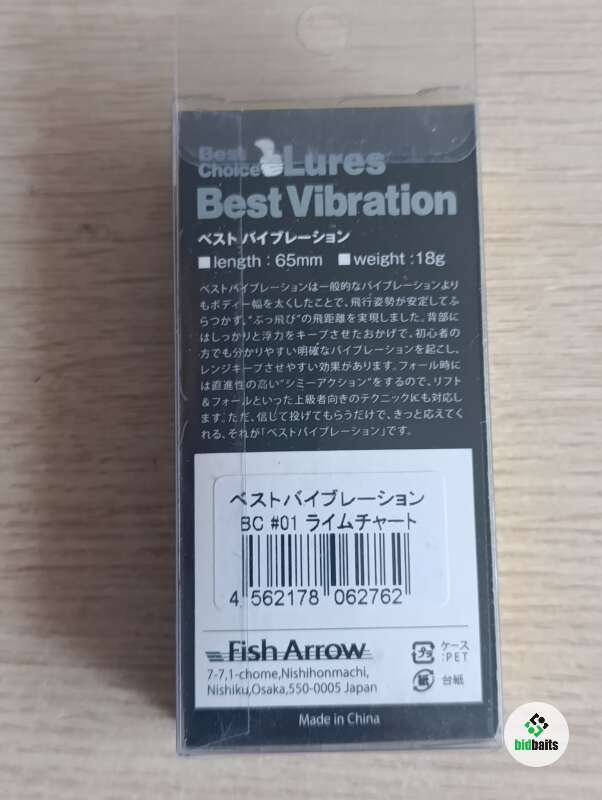 Best
Choice Lures
Best Vibration
ベストバイブレーション
■length：65mm ■weight：18g
ベストバイブレーションは一般的なバイブレーションより
もボディー幅を太くしたことで、飛行姿勢が安定してふ
らつかず、“ぶっ飛び”の飛距離を実現しました。背部に
はしっかりと浮力をキープさせたおかげで、初心者の
方でも分かりやすい明確なバイブレーションを起こし、
レンジキープさせやすい効果があります。フォール時に
は直進性の高い“シミーアクション”をするので、リフト
&フォールといった上級者向きのテクニックにも対応し
ます。ただ、信じて投げてもらうだけで、きっと応えてく
れる、それが「ベストバイブレーション」です。
ベストバイブレーション
BC #01 ライムチャート
4 562178 062762
Fish Arrow
7-7,1-chome,Nishihonmachi,
Nishiku,Osaka,550-0005 Japan
プラ ケース
:PET
紙 台紙
Made in China
bidbaits